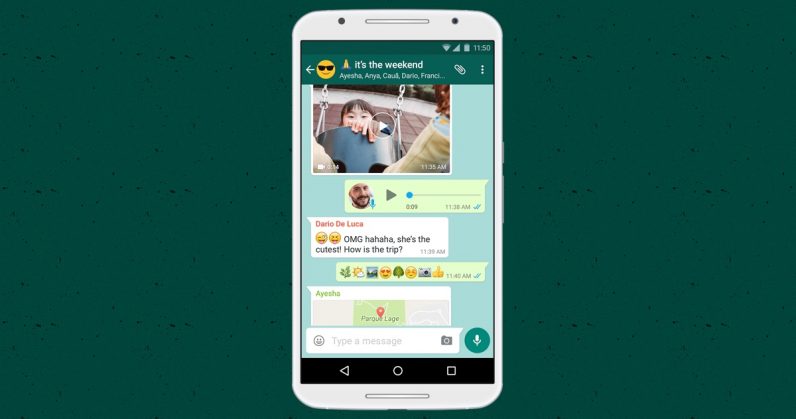 11:50
🙏 it's the weekend
Ayesha, Anya, Cauã, Dario, Franci...
0:14
11:35 AM
0:09
11:38 AM
Dario De Luca
😂😆 OMG hahaha, she's the
cutest! How is the trip?
11:39 AM
🌿🌤🏞😍🌳☺️📷👍
11:40 AM
Ayesha
Parque Lage
Type a message